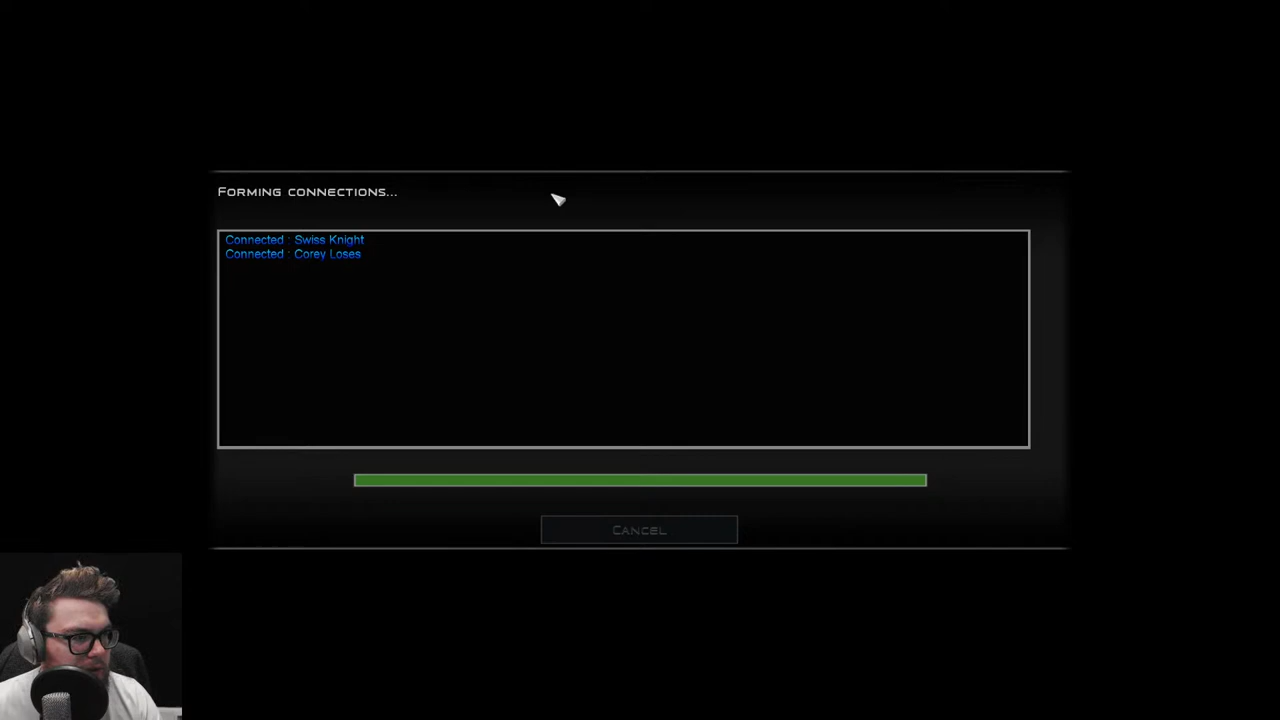 Forming connections...
Connected : Swiss Knight
Connected : Corey Loses
Cancel